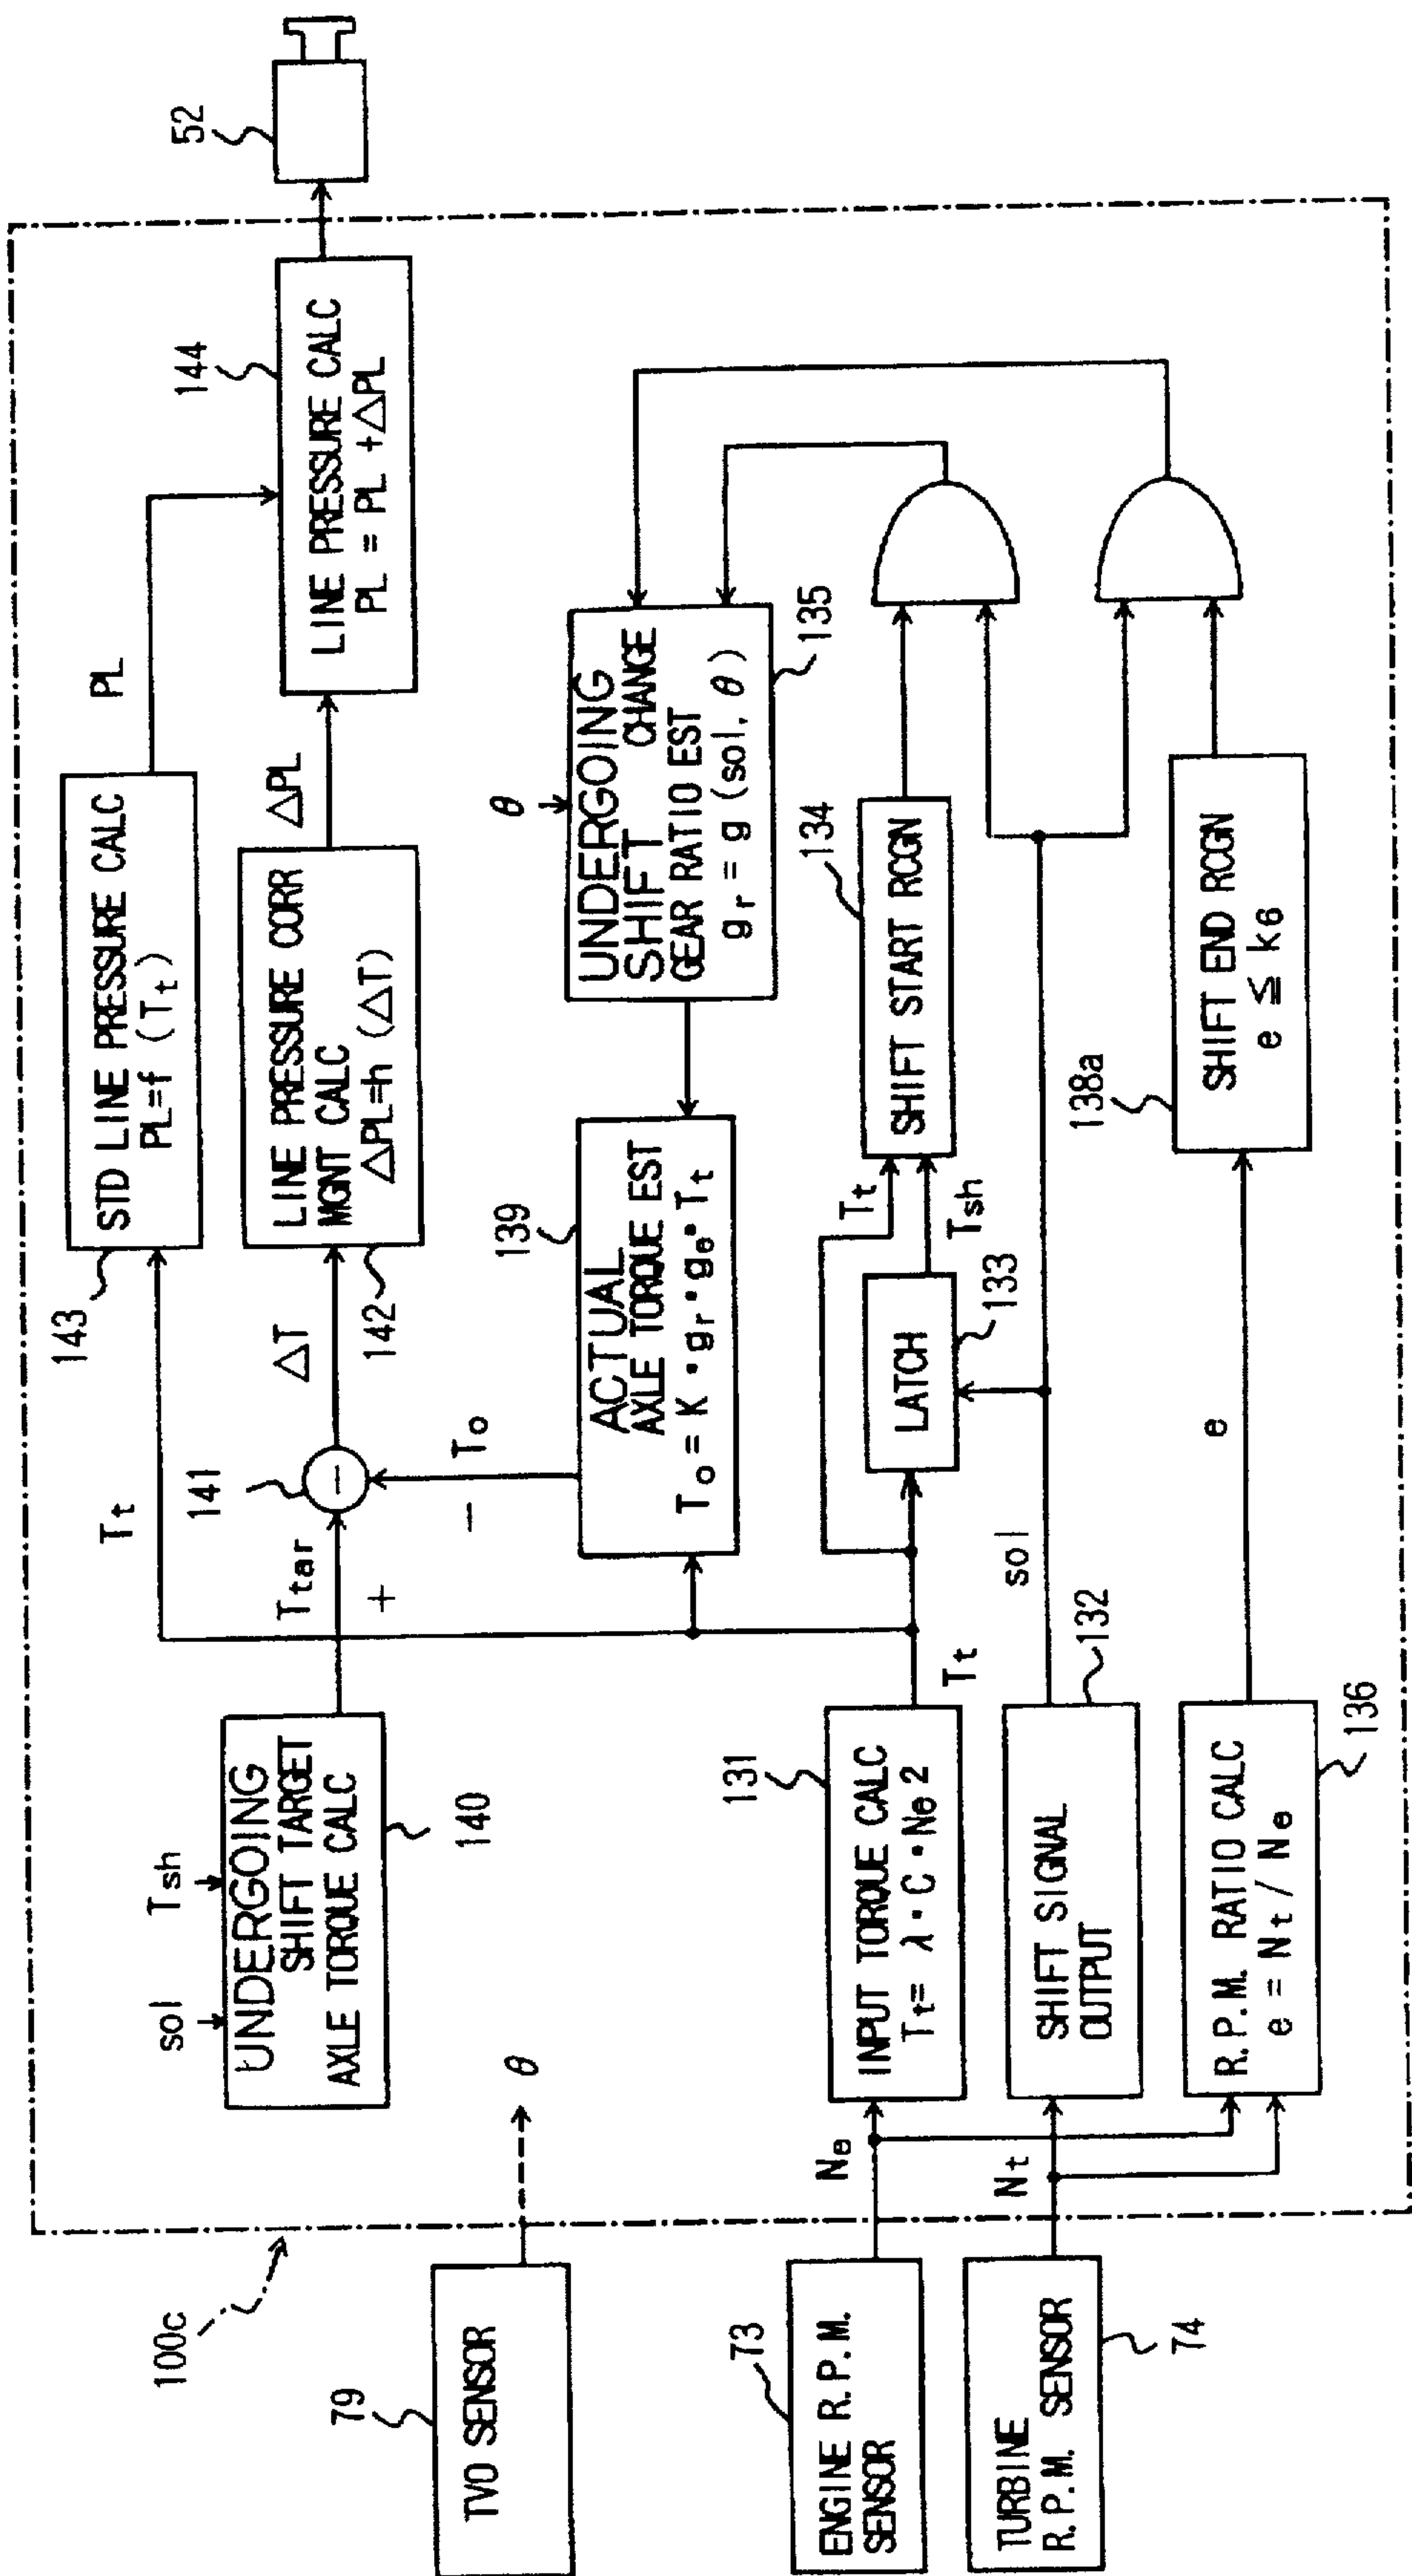 100c
79
TVO SENSOR
θ
73
ENGINE R.P.M.
SENSOR
TURBINE
R.P.M. SENSOR
74
Ne
Nt
sol
Tsh
UNDERGOING
SHIFT TARGET
AXLE TORQUE CALC
140
131
INPUT TORQUE CALC
Tt= λ・C・Ne2
SHIFT SIGNAL
OUTPUT
132
R.P.M. RATIO CALC
e = Nt / Ne
136
Ttar
+
Tt
sol
e
Tt
141
−
−
To
ΔT
139
ACTUAL
AXLE TORQUE EST
To = K・gr・ge・Tt
LATCH
133
Tt
Tsh
143
STD LINE PRESSURE CALC
PL=f (Tt)
142
LINE PRESSURE CORR
MGNT CALC
ΔPL=h (ΔT)
PL
ΔPL
134
SHIFT START RCGN
138a
SHIFT END RCGN
e ≦ k6
θ
UNDERGOING
SHIFT CHANGE
GEAR RATIO EST
gr = g (sol, θ)
135
144
LINE PRESSURE CALC
PL = PL +ΔPL
52